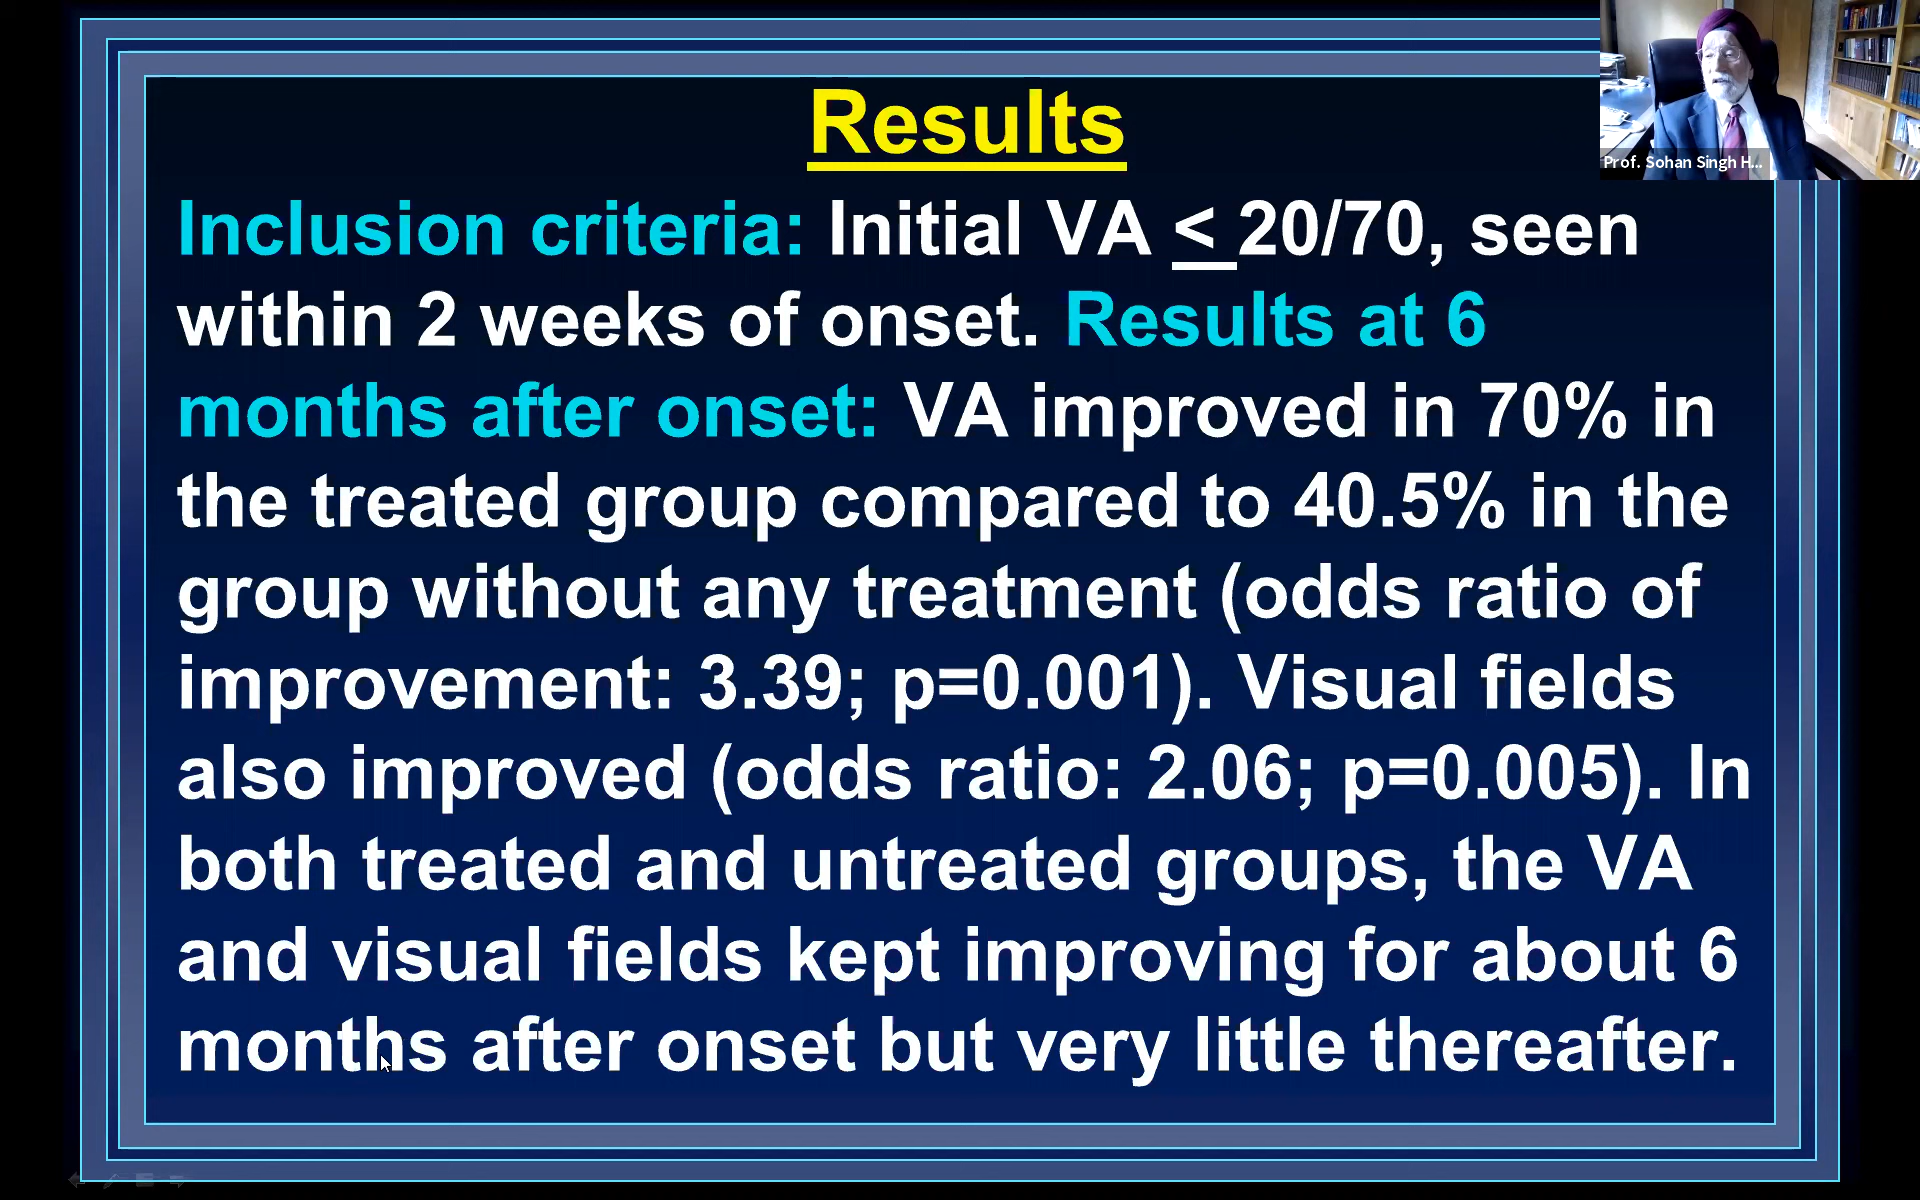 Results
Prof. Sohan Singh H...
Inclusion criteria: Initial VA < 20/70, seen
within 2 weeks of onset. Results at 6
months after onset: VA improved in 70% in
the treated group compared to 40.5% in the
group without any treatment (odds ratio of
improvement: 3.39; p=0.001). Visual fields
also improved (odds ratio: 2.06; p=0.005). In
both treated and untreated groups, the VA
and visual fields kept improving for about 6
months after onset but very little thereafter.